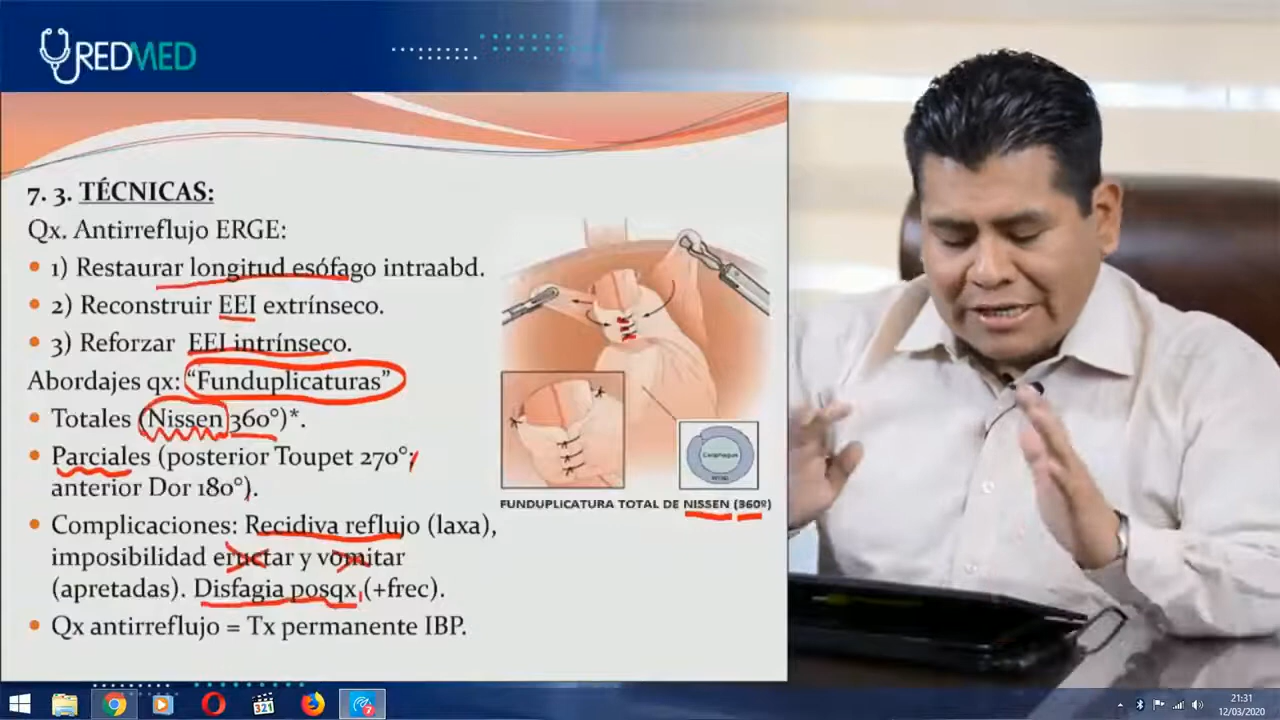 REDMED
7. 3. TÉCNICAS:
Qx. Antirreflujo ERGE:
1) Restaurar longitud esófago intraabd.
2) Reconstruir EEI extrínseco.
3) Reforzar EEI intrínseco.
Abordajes qx: “Funduplicaturas”
Totales (Nissen 360°)*.
Parciales (posterior Toupet 270°,
anterior Dor 180°).
Complicaciones: Recidiva reflujo (laxa),
imposibilidad eructar y vomitar
(apretadas). Disfagia posqx (+frec).
Qx antirreflujo = Tx permanente IBP.
Esophagus
FUNDUPLICATURA TOTAL DE NISSEN (360º)
321
7
21:31
12/03/2020